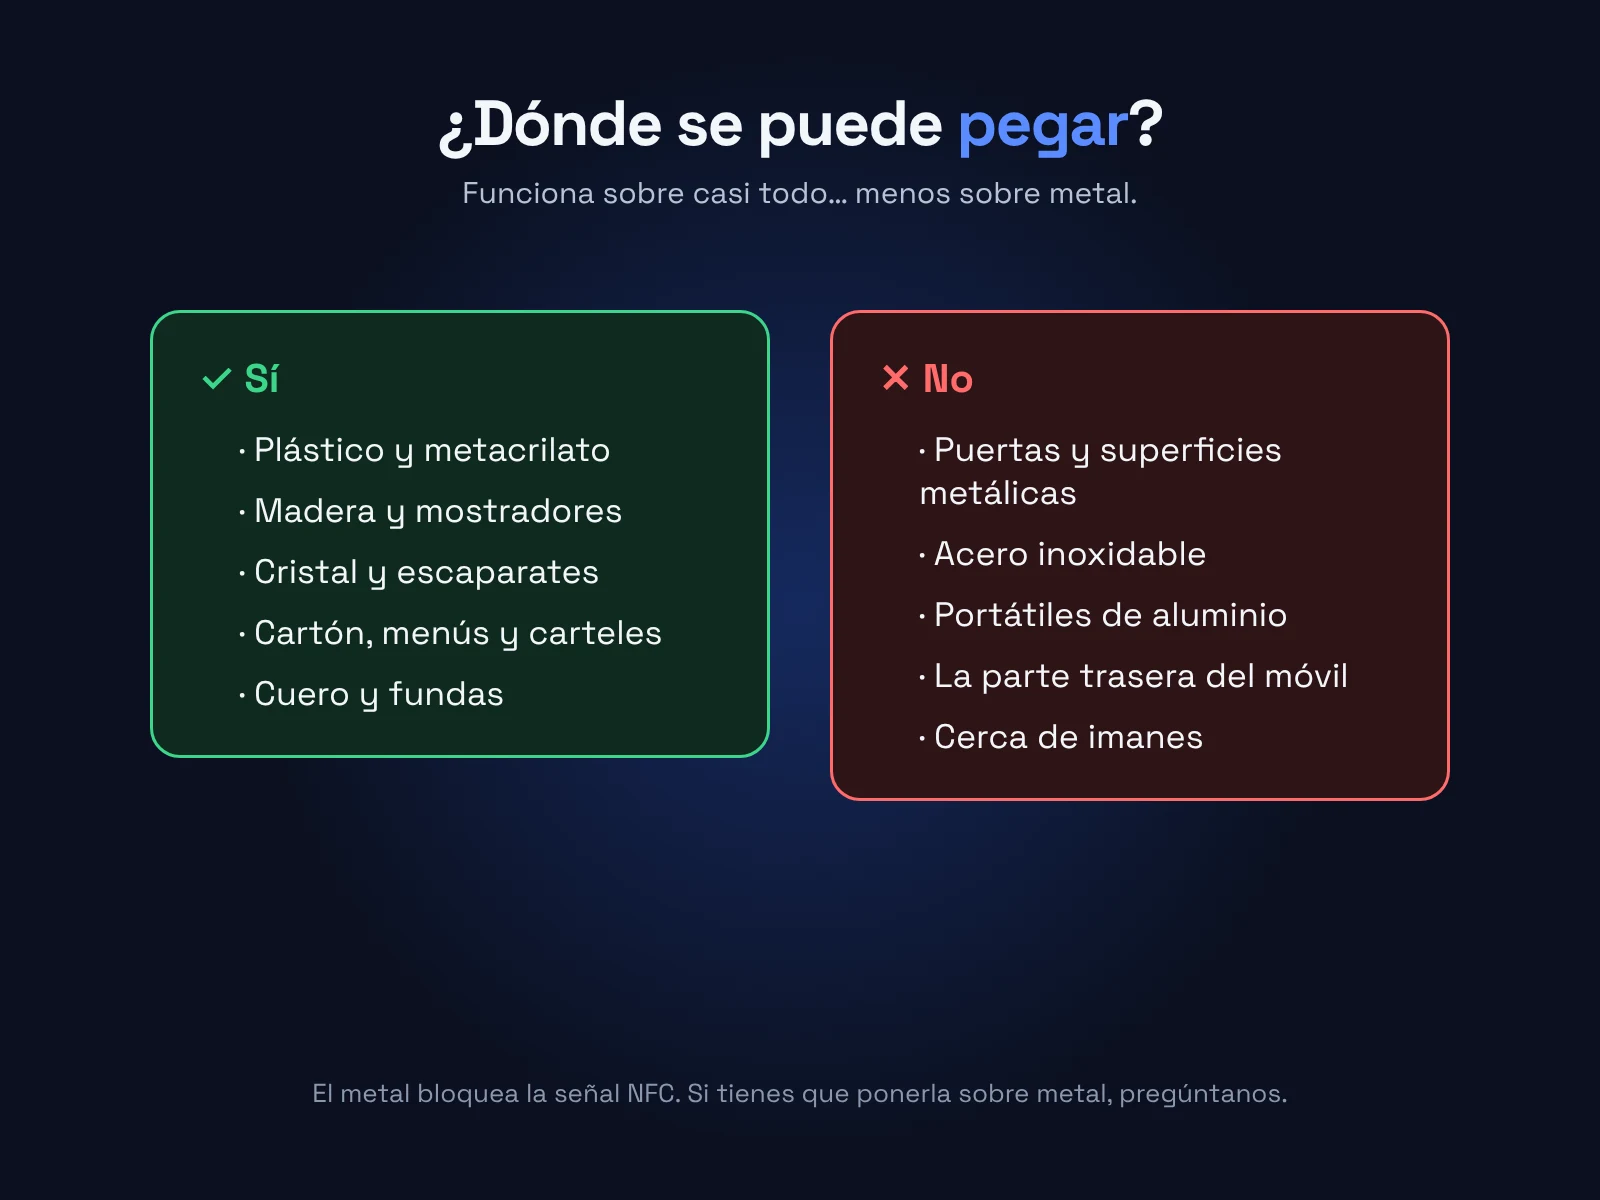 ¿Dónde se puede pegar?
Funciona sobre casi todo... menos sobre metal.
✓ Sí
· Plástico y metacrilato
· Madera y mostradores
· Cristal y escaparates
· Cartón, menús y carteles
· Cuero y fundas
✕ No
· Puertas y superficies
metálicas
· Acero inoxidable
· Portátiles de aluminio
· La parte trasera del móvil
· Cerca de imanes
El metal bloquea la señal NFC. Si tienes que ponerla sobre metal, pregúntanos.